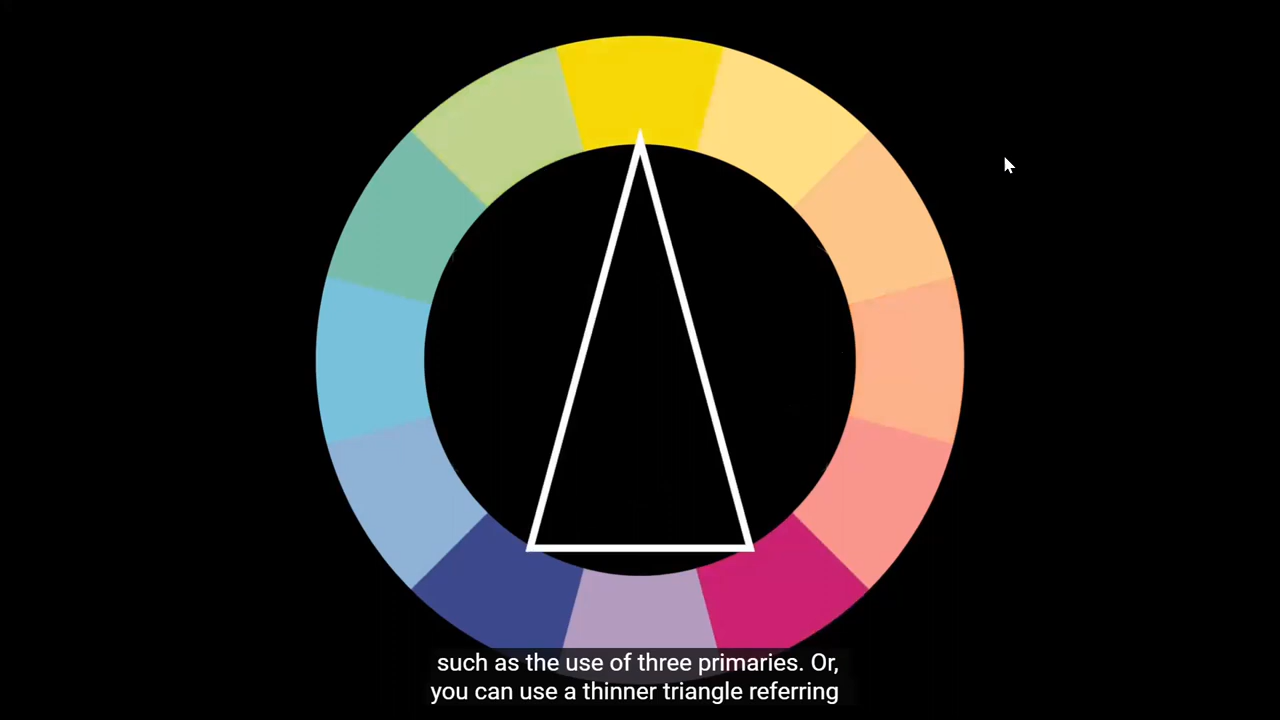 such as the use of three primaries. Or,
you can use a thinner triangle referring